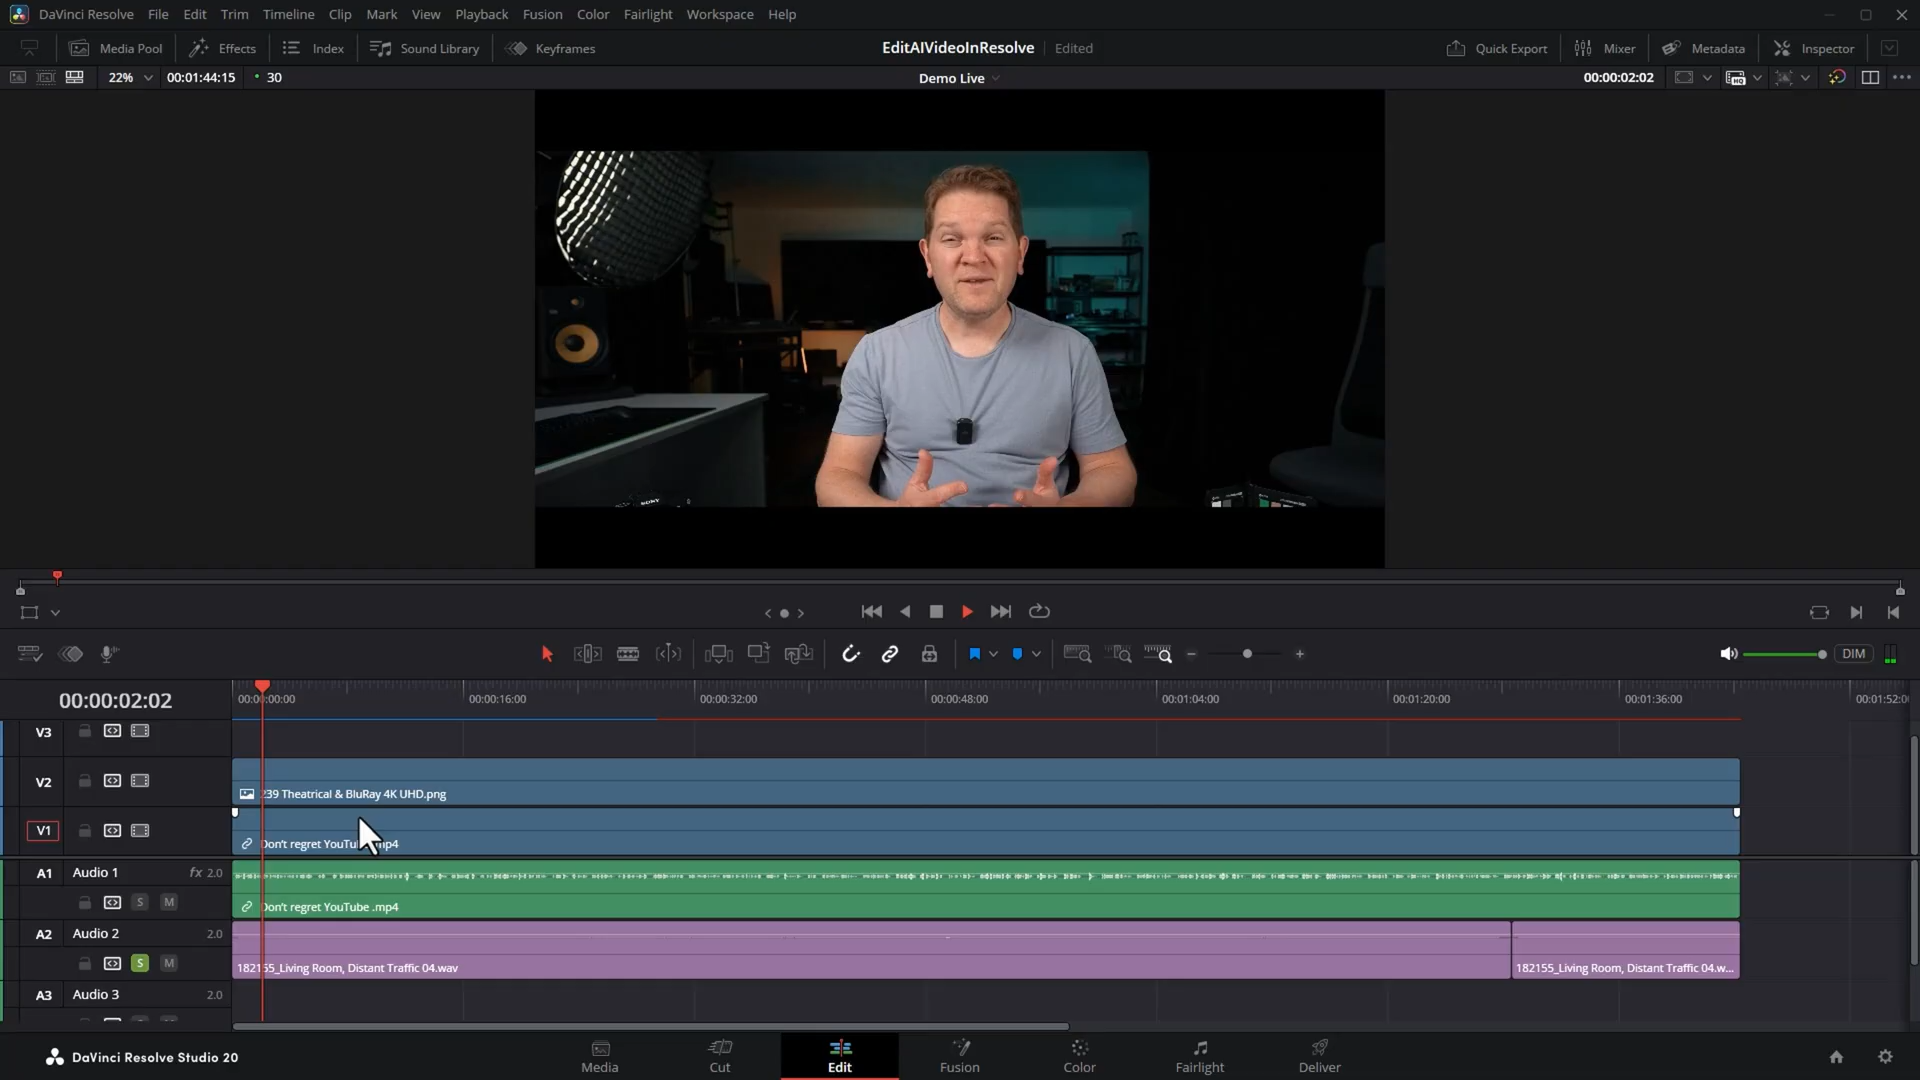 DaVinci Resolve File Edit Trim Timeline Clip Mark View Playback Fusion Color Fairlight Workspace Help
Media Pool Effects Index Sound Library Keyframes EditAIVideoInResolve Edited Quick Export Mixer Metadata Inspector
22% 00:01:44:15 30 Demo Live 00:00:02:02
SONY
DIM
00:00:02:02 00:00:00:00 00:00:16:00 00:00:32:00 00:00:48:00 00:01:04:00 00:01:20:00 00:01:36:00
V3
V2
239 Theatrical & BluRay 4K UHD.png
V1
A1 Audio 1 fx 2.0
S M
Don't regret YouTube .mp4
A2 Audio 2 2.0
S M
182155_Living Room, Distant Traffic 04.wav 182155_Living Room, Distant Traffic 04.w...
A3 Audio 3 2.0
DaVinci Resolve Studio 20
Media Cut Edit Fusion Color Fairlight Deliver